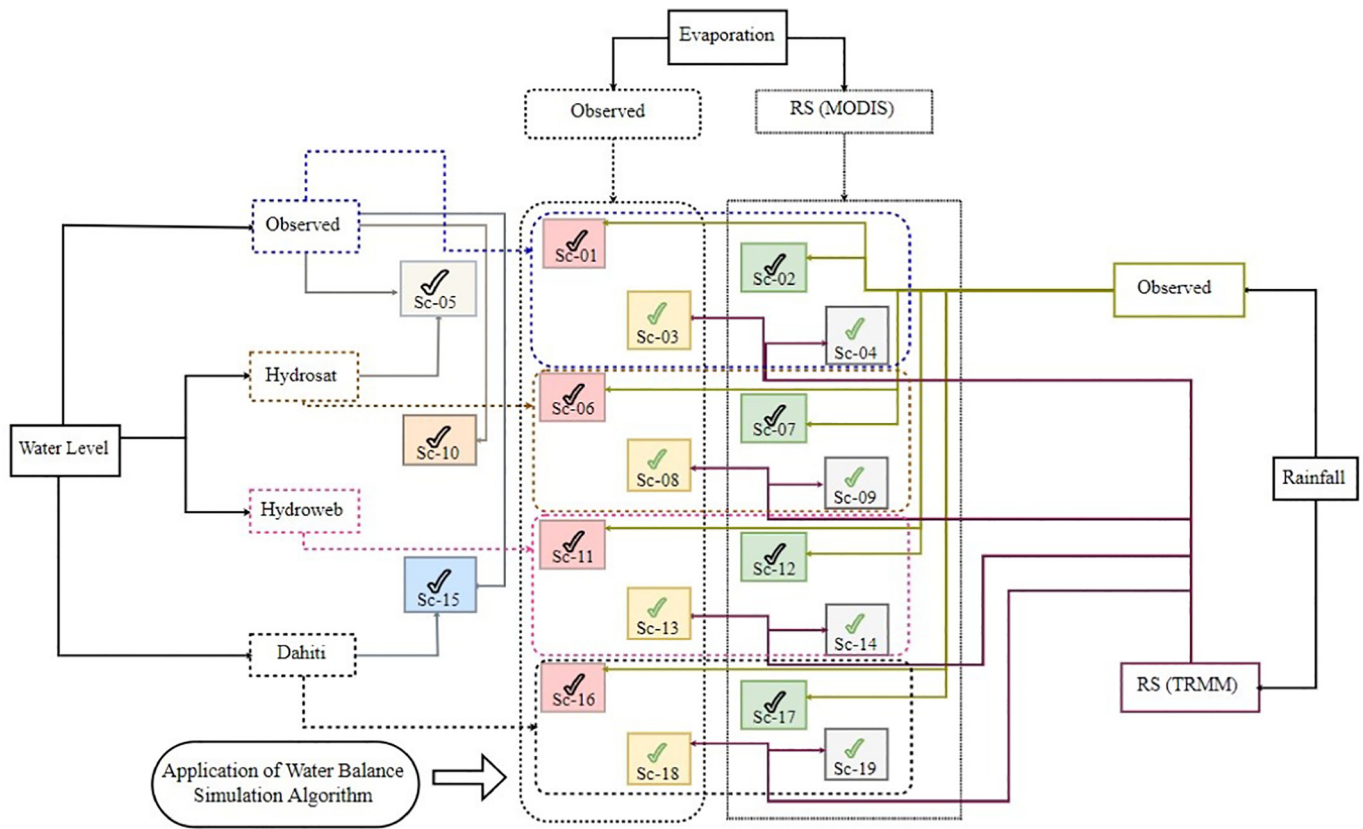 Evaporation
Observed
RS (MODIS)
Observed
Sc-01
Sc-02
Sc-05
Observed
Sc-03
Sc-04
Hydrosat
Sc-06
Sc-07
Water Level
Sc-10
Sc-08
Sc-09
Rainfall
Hydroweb
Sc-11
Sc-12
Sc-15
Sc-13
Sc-14
Dahiti
Sc-16
Sc-17
RS (TRMM)
Sc-18
Sc-19
Application of Water Balance
Simulation Algorithm